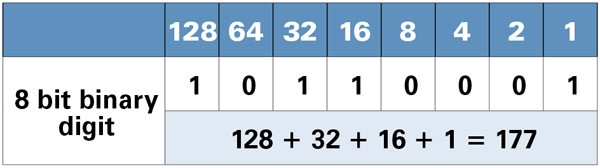 128 64 32 16 8 4 2 1
8 bit binary digit
1 0 1 1 0 0 0 1
128 + 32 + 16 + 1 = 177